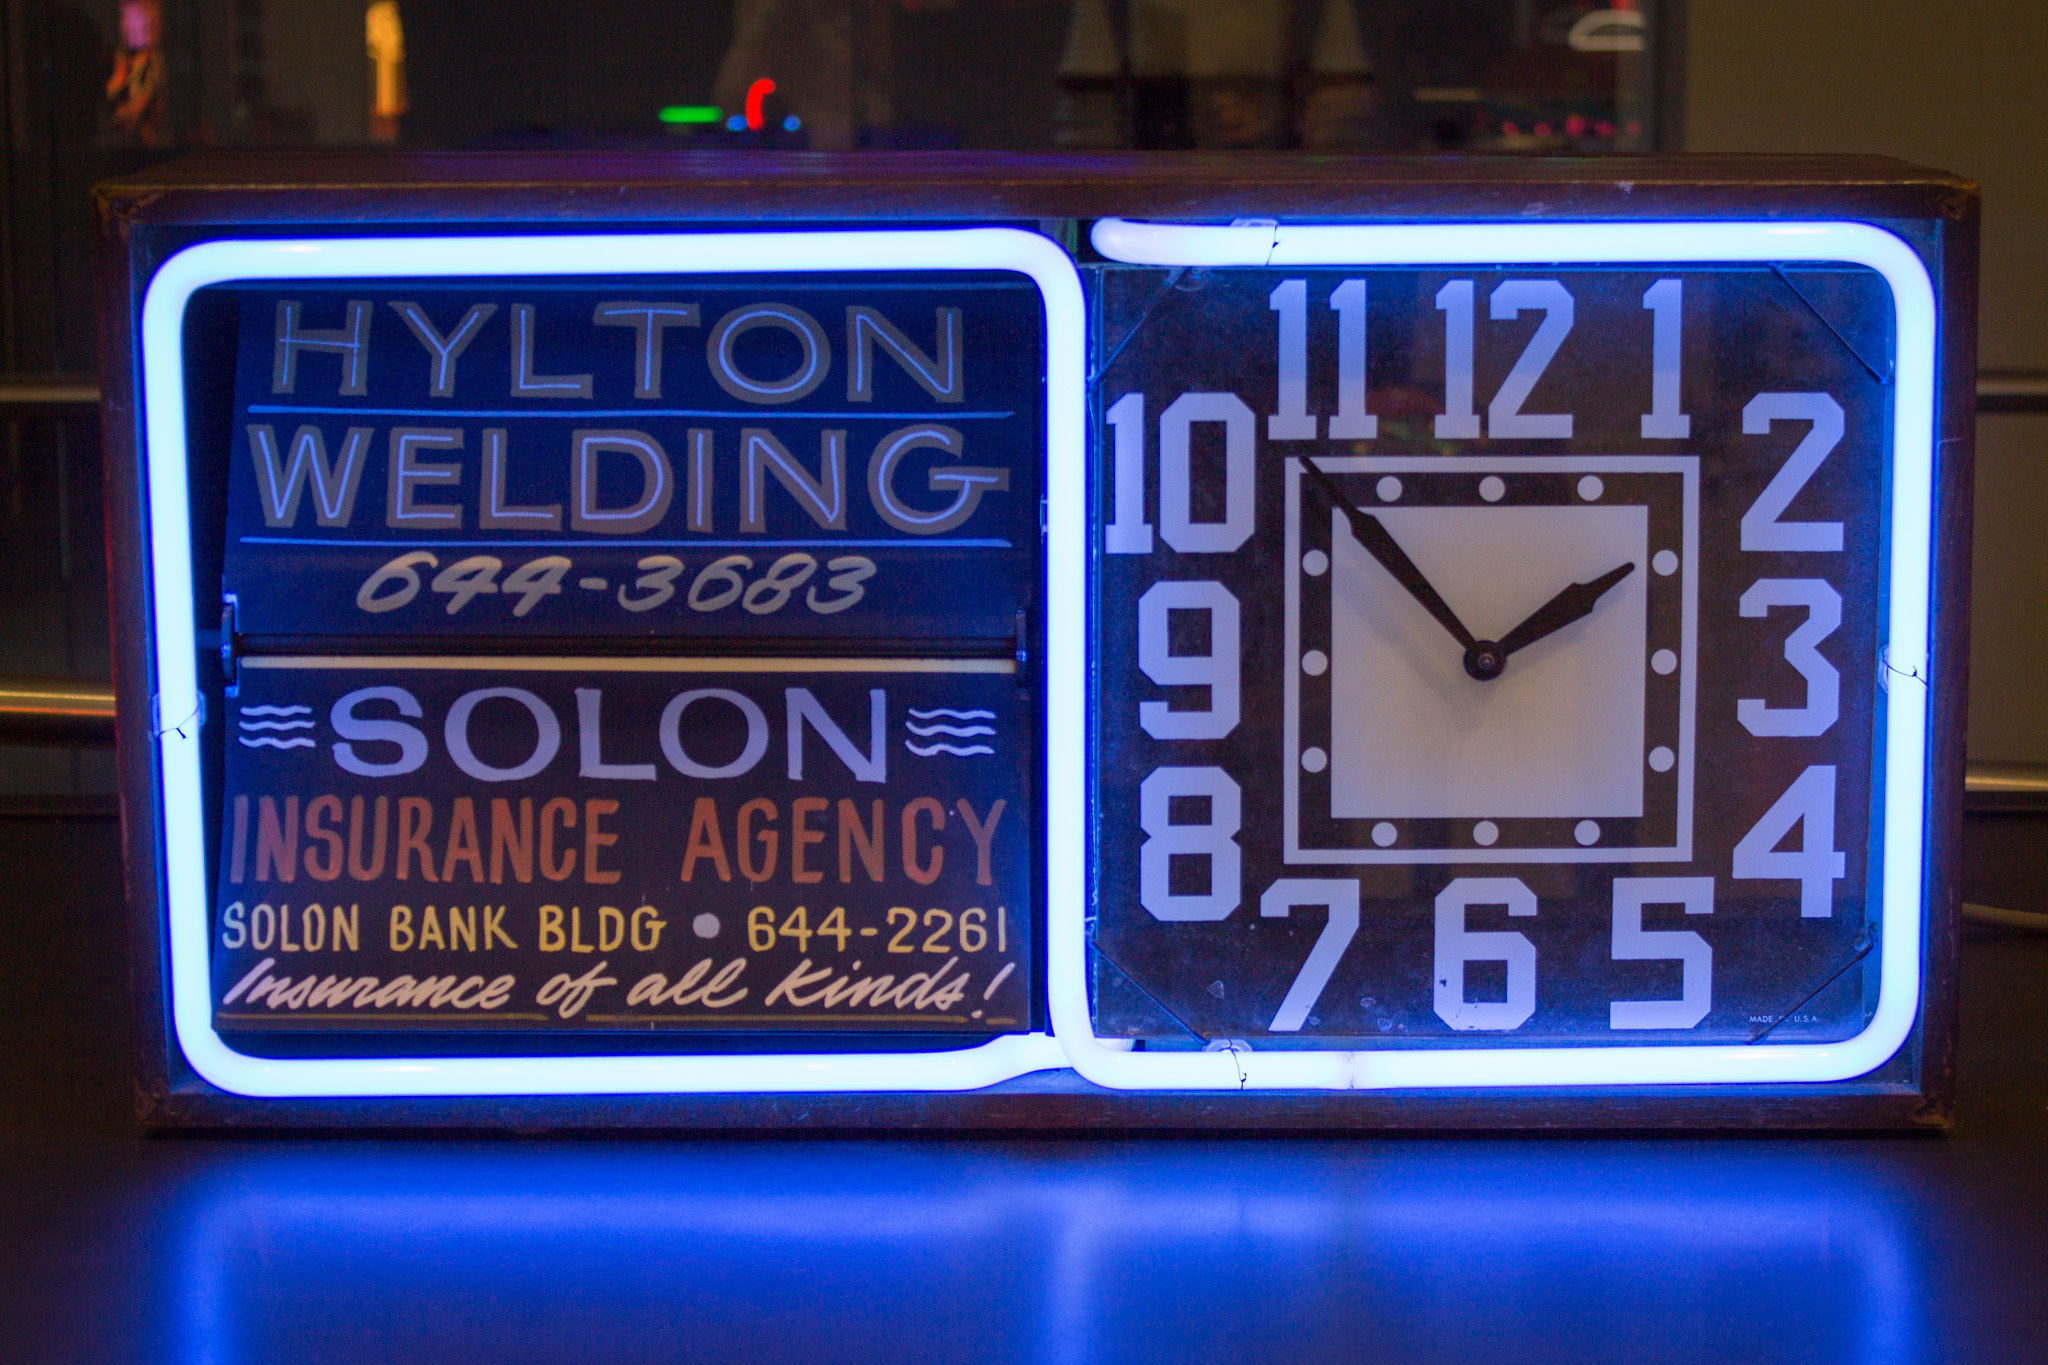 HYLTON
WELDING
644-3683
SOLON
INSURANCE AGENCY
SOLON BANK BLDG • 644-2261
Insurance of all Kinds!
11 12 1
10 2
9 3
8 4
7 6 5
MADE U.S.A.